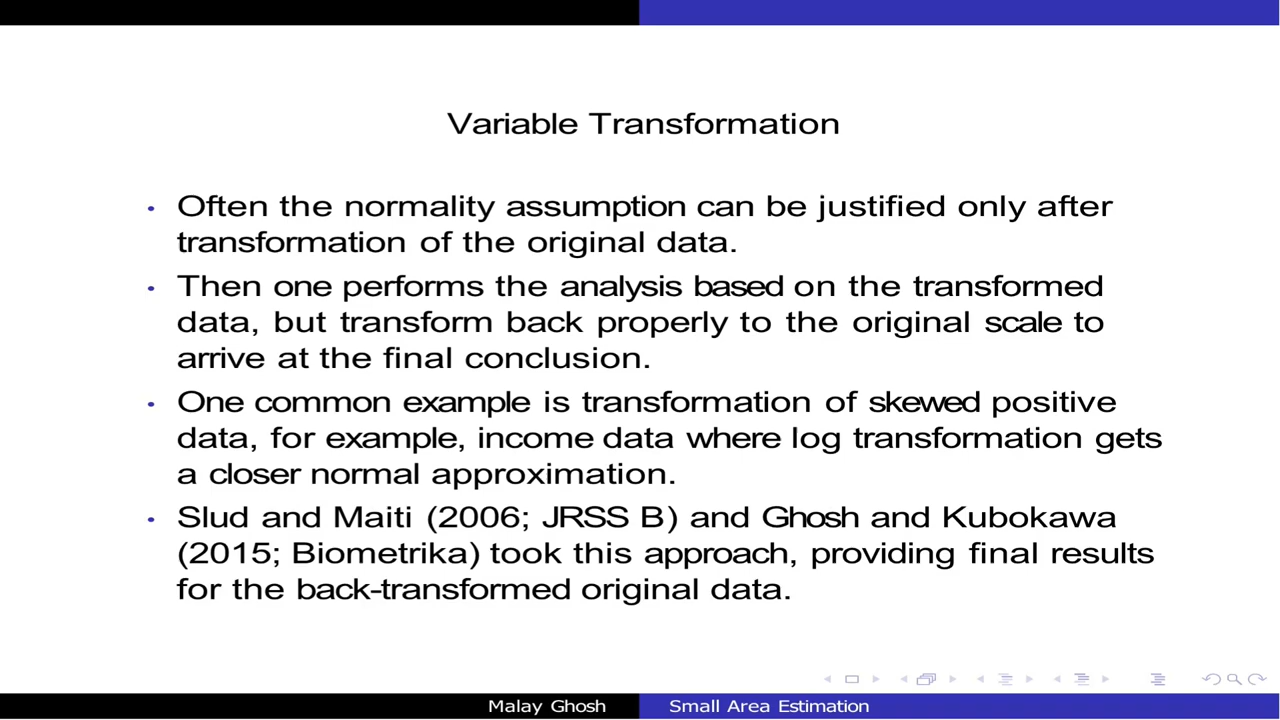 Variable Transformation
• Often the normality assumption can be justified only after
transformation of the original data.
• Then one performs the analysis based on the transformed
data, but transform back properly to the original scale to
arrive at the final conclusion.
• One common example is transformation of skewed positive
data, for example, income data where log transformation gets
a closer normal approximation.
• Slud and Maiti (2006; JRSS B) and Ghosh and Kubokawa
(2015; Biometrika) took this approach, providing final results
for the back-transformed original data.
Malay Ghosh Small Area Estimation